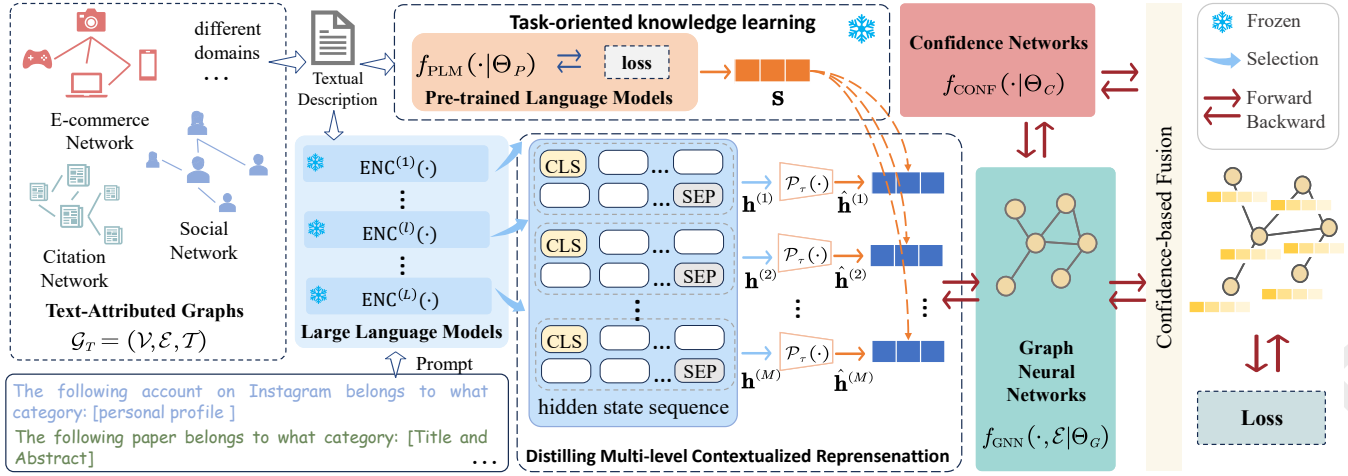 different
domains
...
E-commerce
Network
Social
Network
Citation
Network
Text-Attributed Graphs
𝒢_T = (𝒱, ℰ, 𝒯)
Textual
Description
Task-oriented knowledge learning
f_PLM(·|Θ_P)
loss
Pre-trained Language Models
s
ENC^(1)(·)
⋮
ENC^(l)(·)
⋮
ENC^(L)(·)
Large Language Models
Prompt
The following account on Instagram belongs to what
category: [personal profile ]
The following paper belongs to what category: [Title and
Abstract]
...
CLS ...
... SEP
CLS ...
... SEP
⋮
CLS ...
... SEP
hidden state sequence
h^(1) 𝒫_τ(·) ĥ^(1)
h^(2) 𝒫_τ(·) ĥ^(2)
⋮ ⋮
h^(M) 𝒫_τ(·) ĥ^(M)
Distilling Multi-level Contextualized Reprensenattion
Confidence Networks
f_CONF(·|Θ_C)
Graph
Neural
Networks
f_GNN(·, ℰ|Θ_G)
Confidence-based Fusion
Frozen
Selection
Forward
Backward
Loss